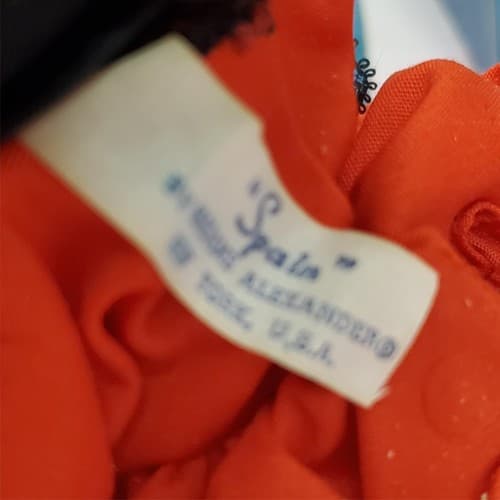 "Spain"
ALEXANDER®
YORK, U.S.A.